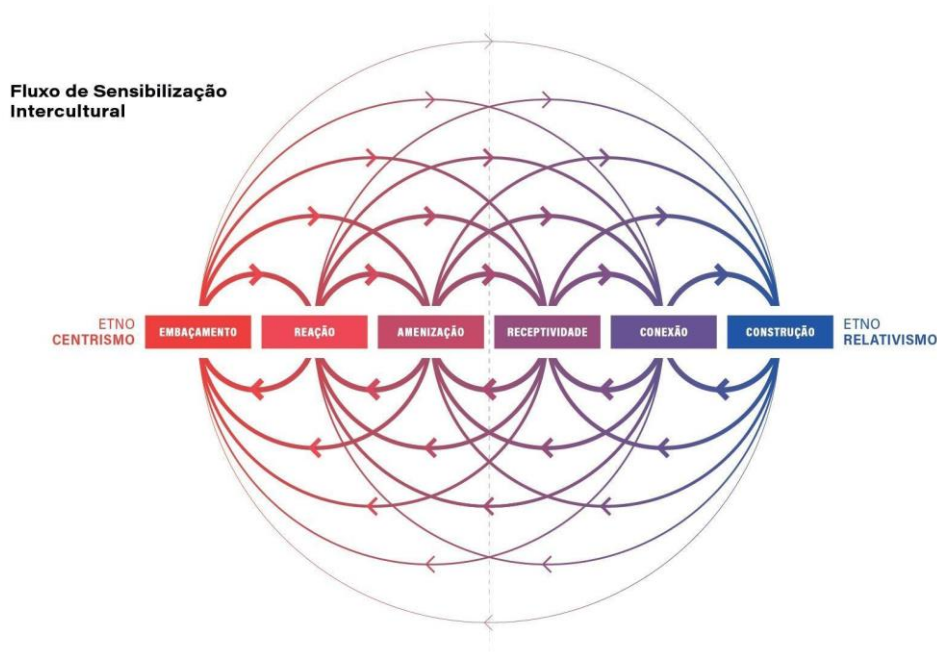 Fluxo de Sensibilização
Intercultural
ETNO
CENTRISMO
EMBAÇAMENTO
REAÇÃO
AMENIZAÇÃO
RECEPTIVIDADE
CONEXÃO
CONSTRUÇÃO
ETNO
RELATIVISMO